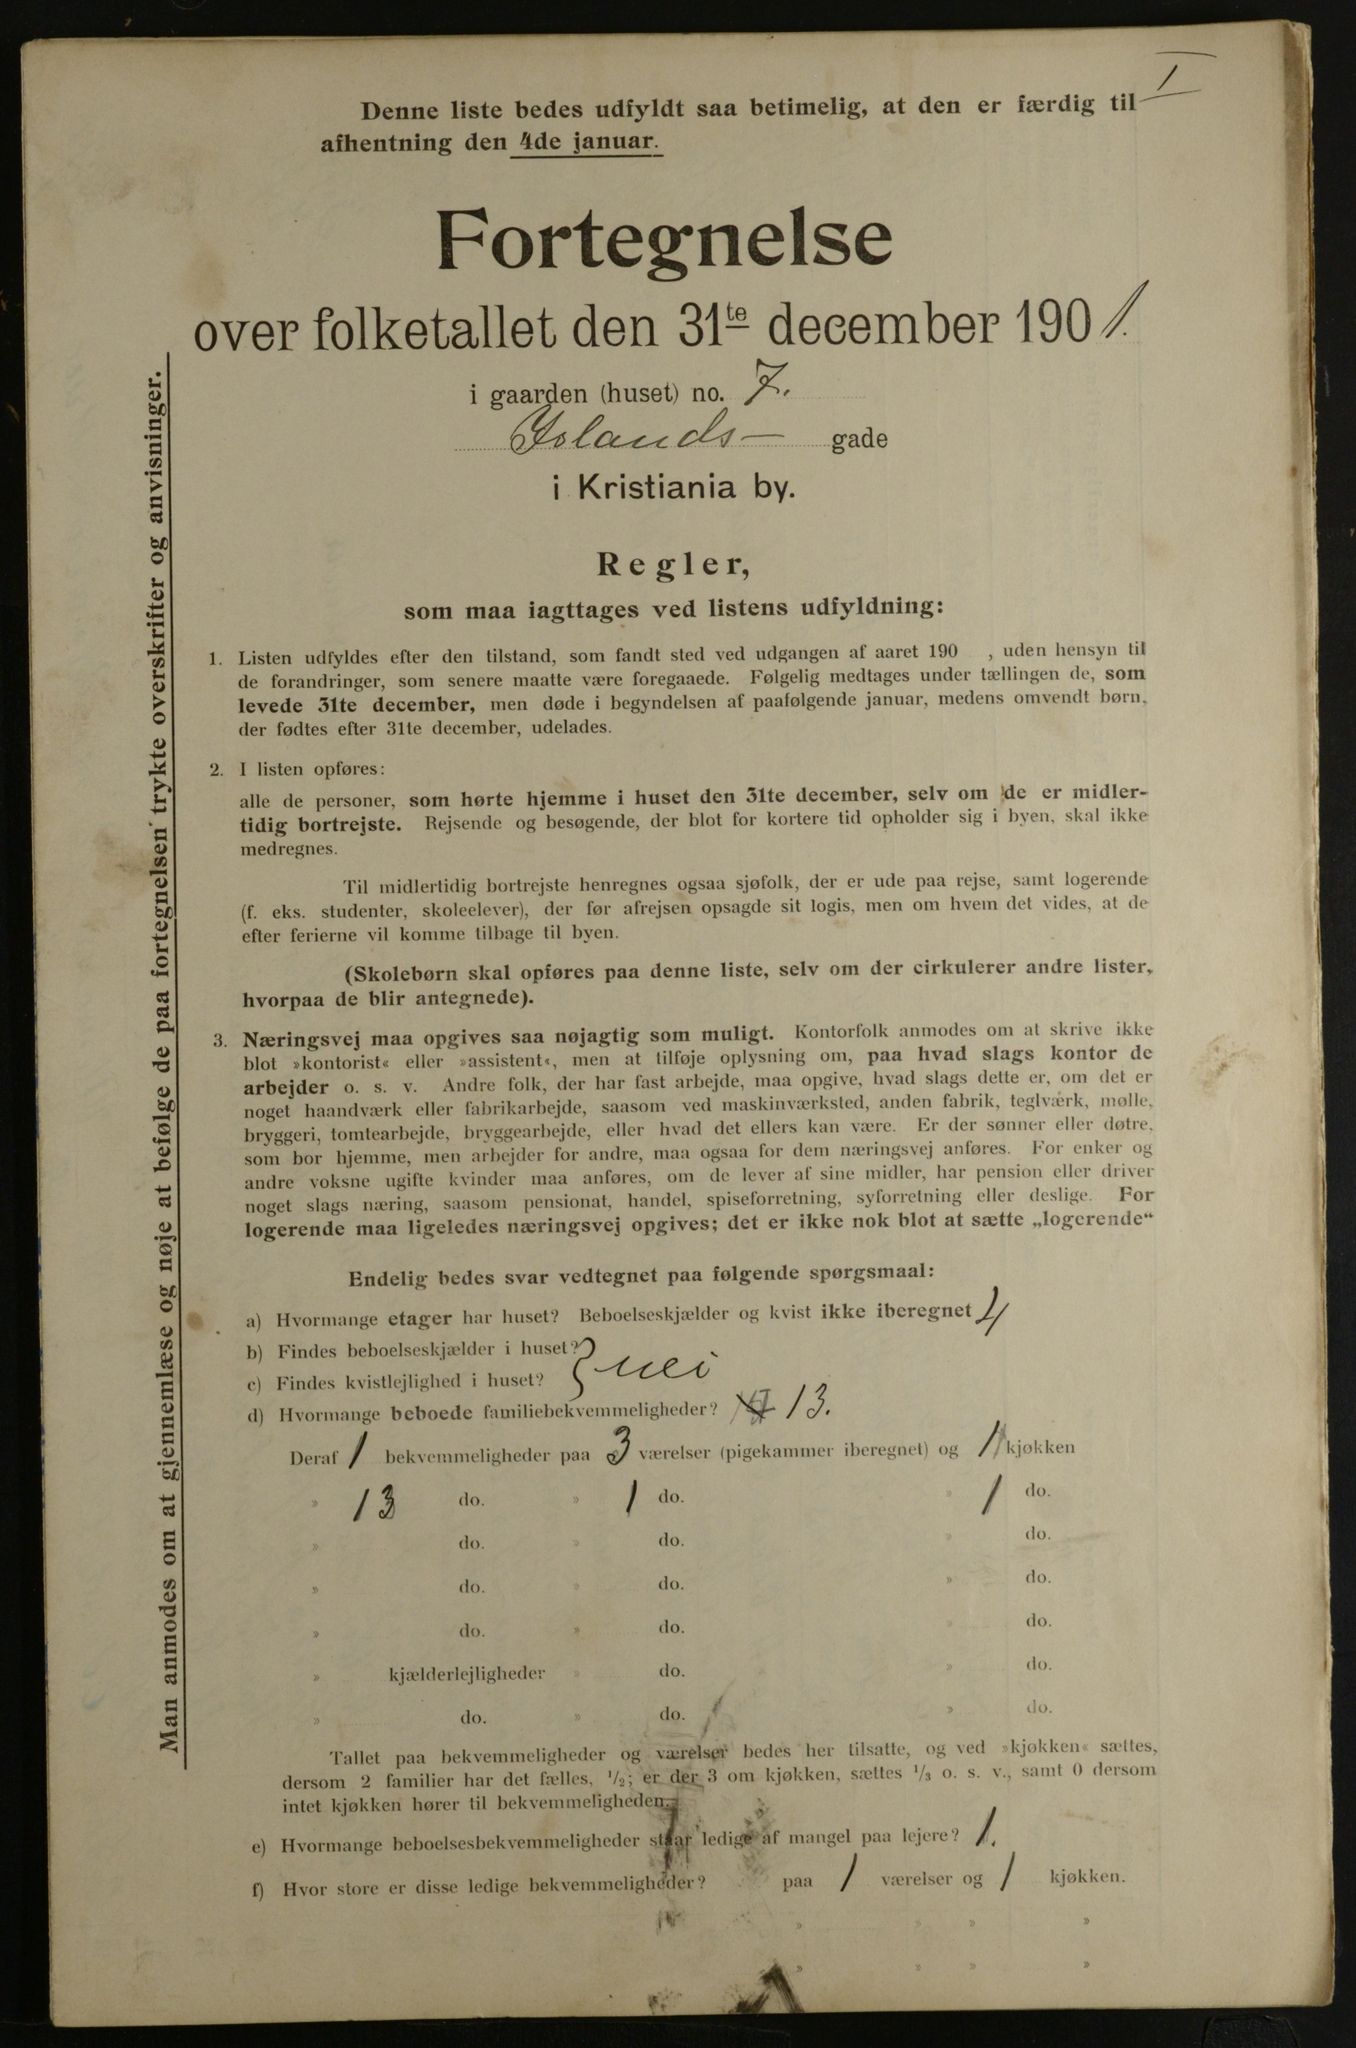 I
Denne liste bedes udfyldt saa betimelig, at den er færdig til
afhentning den 4de januar.
Fortegnelse
over folketallet den 31te december 1901.
i gaarden (huset) no. 7.
Islands- gade
i Kristiania by.
Regler,
som maa iagttages ved listens udfyldning:
1. Listen udfyldes efter den tilstand, som fandt sted ved udgangen af aaret 190 , uden hensyn til
de forandringer, som senere maatte være foregaaede. Følgelig medtages under tællingen de, som
levede 31te december, men døde i begyndelsen af paafølgende januar, medens omvendt børn,
der fødtes efter 31te december, udelades.
2. I listen opføres:
alle de personer, som hørte hjemme i huset den 31te december, selv om de er midler-
tidig bortrejste. Rejsende og besøgende, der blot for kortere tid opholder sig i byen, skal ikke
medregnes.
Til midlertidig bortrejste henregnes ogsaa sjøfolk, der er ude paa rejse, samt logerende
(f. eks. studenter, skoleelever), der før afrejsen opsagde sit logis, men om hvem det vides, at de
efter ferierne vil komme tilbage til byen.
(Skolebørn skal opføres paa denne liste, selv om der cirkulerer andre lister,
hvorpaa de blir antegnede).
3. Næringsvej maa opgives saa nøjagtig som muligt. Kontorfolk anmodes om at skrive ikke
blot »kontorist« eller »assistent«, men at tilføje oplysning om, paa hvad slags kontor de
arbejder o. s. v. Andre folk, der har fast arbejde, maa opgive, hvad slags dette er, om det er
noget haandværk eller fabrikarbejde, saasom ved maskinværksted, anden fabrik, teglværk, mølle,
bryggeri, tomtearbejde, bryggearbejde, eller hvad det ellers kan være. Er der sønner eller døtre,
som bor hjemme, men arbejder for andre, maa ogsaa for dem næringsvej anføres. For enker og
andre voksne ugifte kvinder maa anføres, om de lever af sine midler, har pension eller driver
noget slags næring, saasom pensionat, handel, spiseforretning, syforretning eller deslige. For
logerende maa ligeledes næringsvej opgives; det er ikke nok blot at sætte „logerende“
Endelig bedes svar vedtegnet paa følgende spørgsmaal:
a) Hvormange etager har huset? Beboelseskjælder og kvist ikke iberegnet 4
b) Findes beboelseskjælder i huset?
c) Findes kvistlejlighed i huset? } nei
d) Hvormange beboede familiebekvemmeligheder? 13.
Deraf 1 bekvemmeligheder paa 3 værelser (pigekammer iberegnet) og 1 kjøkken
» 13 do. » 1 do. » 1 do.
» do. » do. » do.
» do. » do. » do.
» do. » do. » do.
» kjælderlejligheder » do. » do.
» do. » do. » do.
Tallet paa bekvemmeligheder og værelser bedes her tilsatte, og ved »kjøkken« sættes,
dersom 2 familier har det fælles, 1/2; er der 3 om kjøkken, sættes 1/3 o. s. v., samt 0 dersom
intet kjøkken hører til bekvemmeligheden.
e) Hvormange beboelsesbekvemmeligheder staar ledige af mangel paa lejere? 1.
f) Hvor store er disse ledige bekvemmeligheder? paa 1 værelser og 1 kjøkken.
» » »
» » » »
Man anmodes om at gjennemlæse og nøje at befølge de paa fortegnelsen trykte overskrifter og anvisninger.